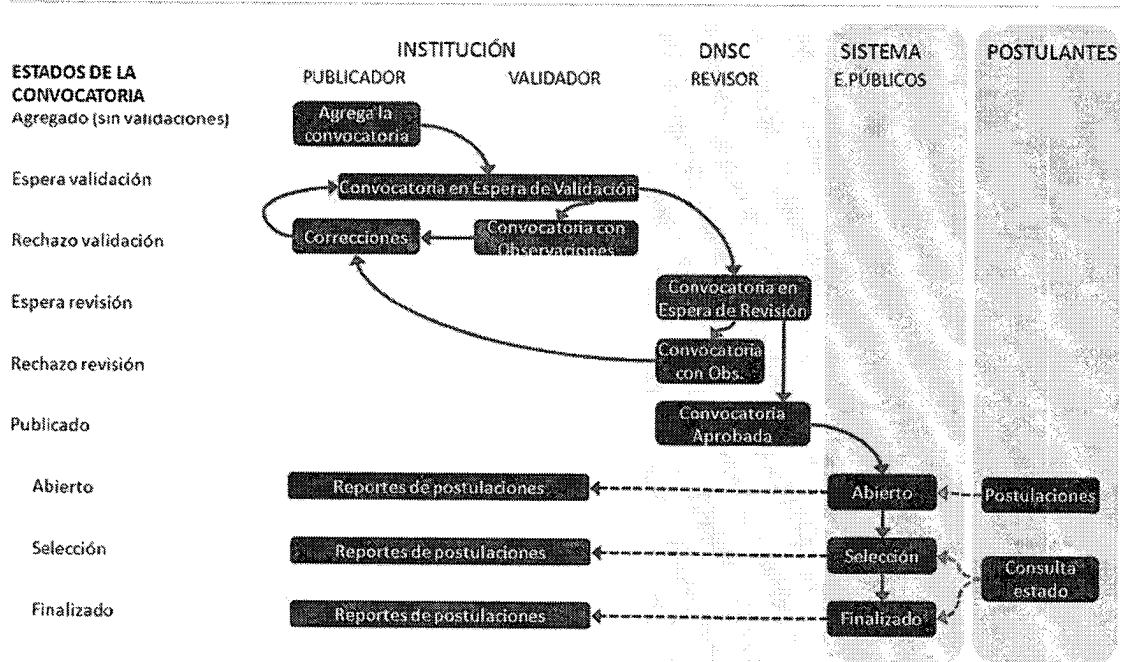 INSTITUCIÓN DNSC SISTEMA POSTULANTES
ESTADOS DE LA
CONVOCATORIA
PUBLICADOR VALIDADOR REVISOR E.PÚBLICOS
Agregado (sin validaciones)
Agrega la
convocatoria
Espera validación
Convocatoria en Espera de Validación
Rechazo validación
Correcciones
Convocatoria con
Observaciones
Espera revisión
Convocatoria en
Espera de Revisión
Rechazo revisión
Convocatoria
con Obs.
Publicado
Convocatoria
Aprobada
Abierto
Reportes de postulaciones
Abierto
Postulaciones
Selección
Reportes de postulaciones
Selección
Consulta
estado
Finalizado
Reportes de postulaciones
Finalizado